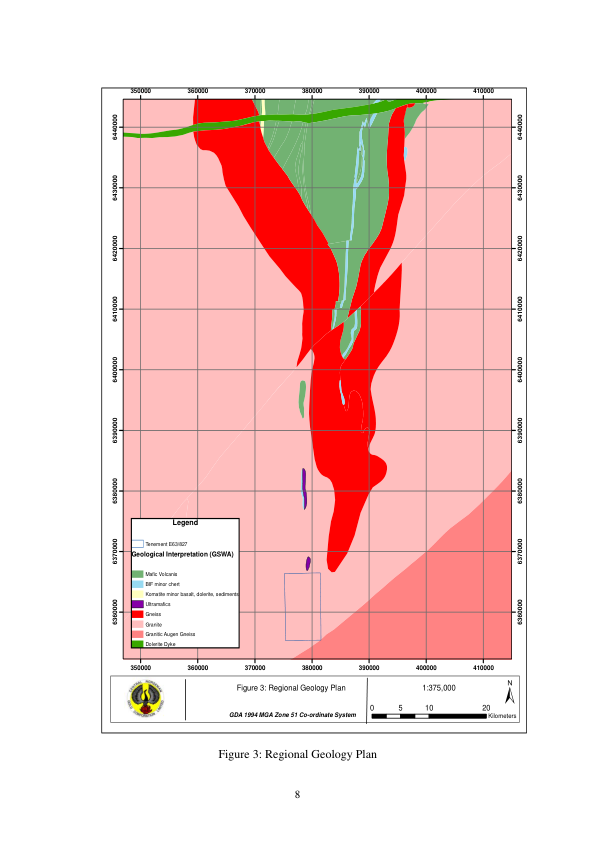 350000 360000 370000 380000 390000 400000 410000
6440000 6440000
6430000 6430000
6420000 6420000
6410000 6410000
6400000 6400000
6390000 6390000
6380000 6380000
6370000 6370000
6360000 6360000
Legend
Tenement E63/827
Geological Interpretation (GSWA)
Mafic Volcanis
BIF minor chert
Komatiite minor basalt, dolerite, sediments
Ultramafics
Gneiss
Granite
Granitic Augen Gneiss
Dolerite Dyke
350000 360000 370000 380000 390000 400000 410000
Figure 3: Regional Geology Plan
GDA 1994 MGA Zone 51 Co-ordinate System
1:375,000
N
0 5 10 20
Kilometers
Figure 3: Regional Geology Plan
8